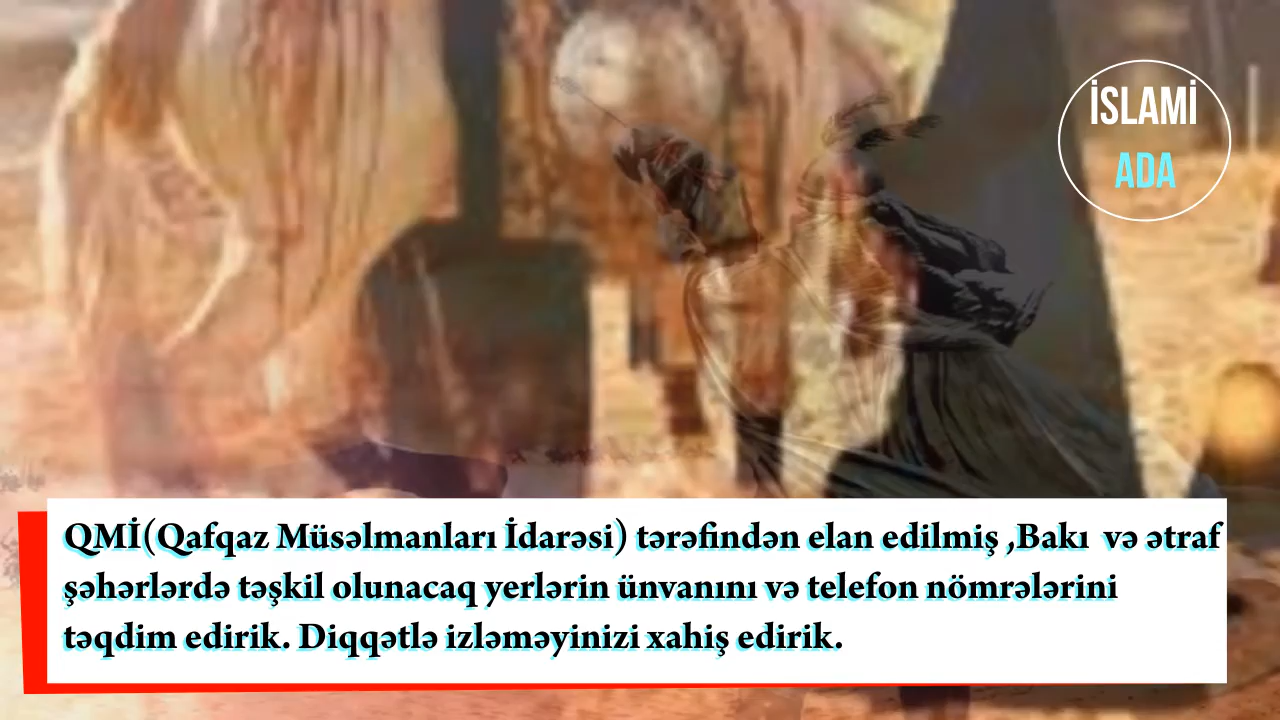 İSLAMİ
ADA
QMİ(Qafqaz Müsəlmanları İdarəsi) tərəfindən elan edilmiş ,Bakı və ətraf
şəhərlərdə təşkil olunacaq yerlərin ünvanını və telefon nömrələrini
təqdim edirik. Diqqətlə izləməyinizi xahiş edirik.